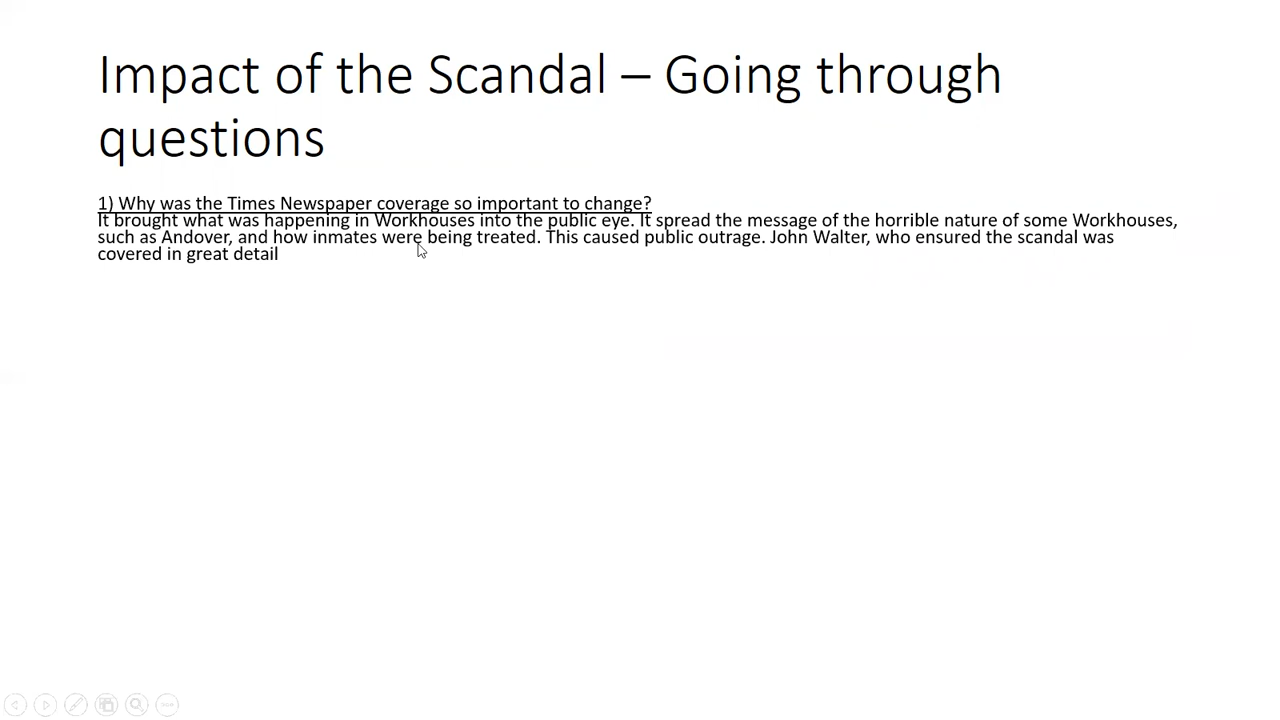 Impact of the Scandal – Going through
questions
1) Why was the Times Newspaper coverage so important to change?
It brought what was happening in Workhouses into the public eye. It spread the message of the horrible nature of some Workhouses,
such as Andover, and how inmates were being treated. This caused public outrage. John Walter, who ensured the scandal was
covered in great detail